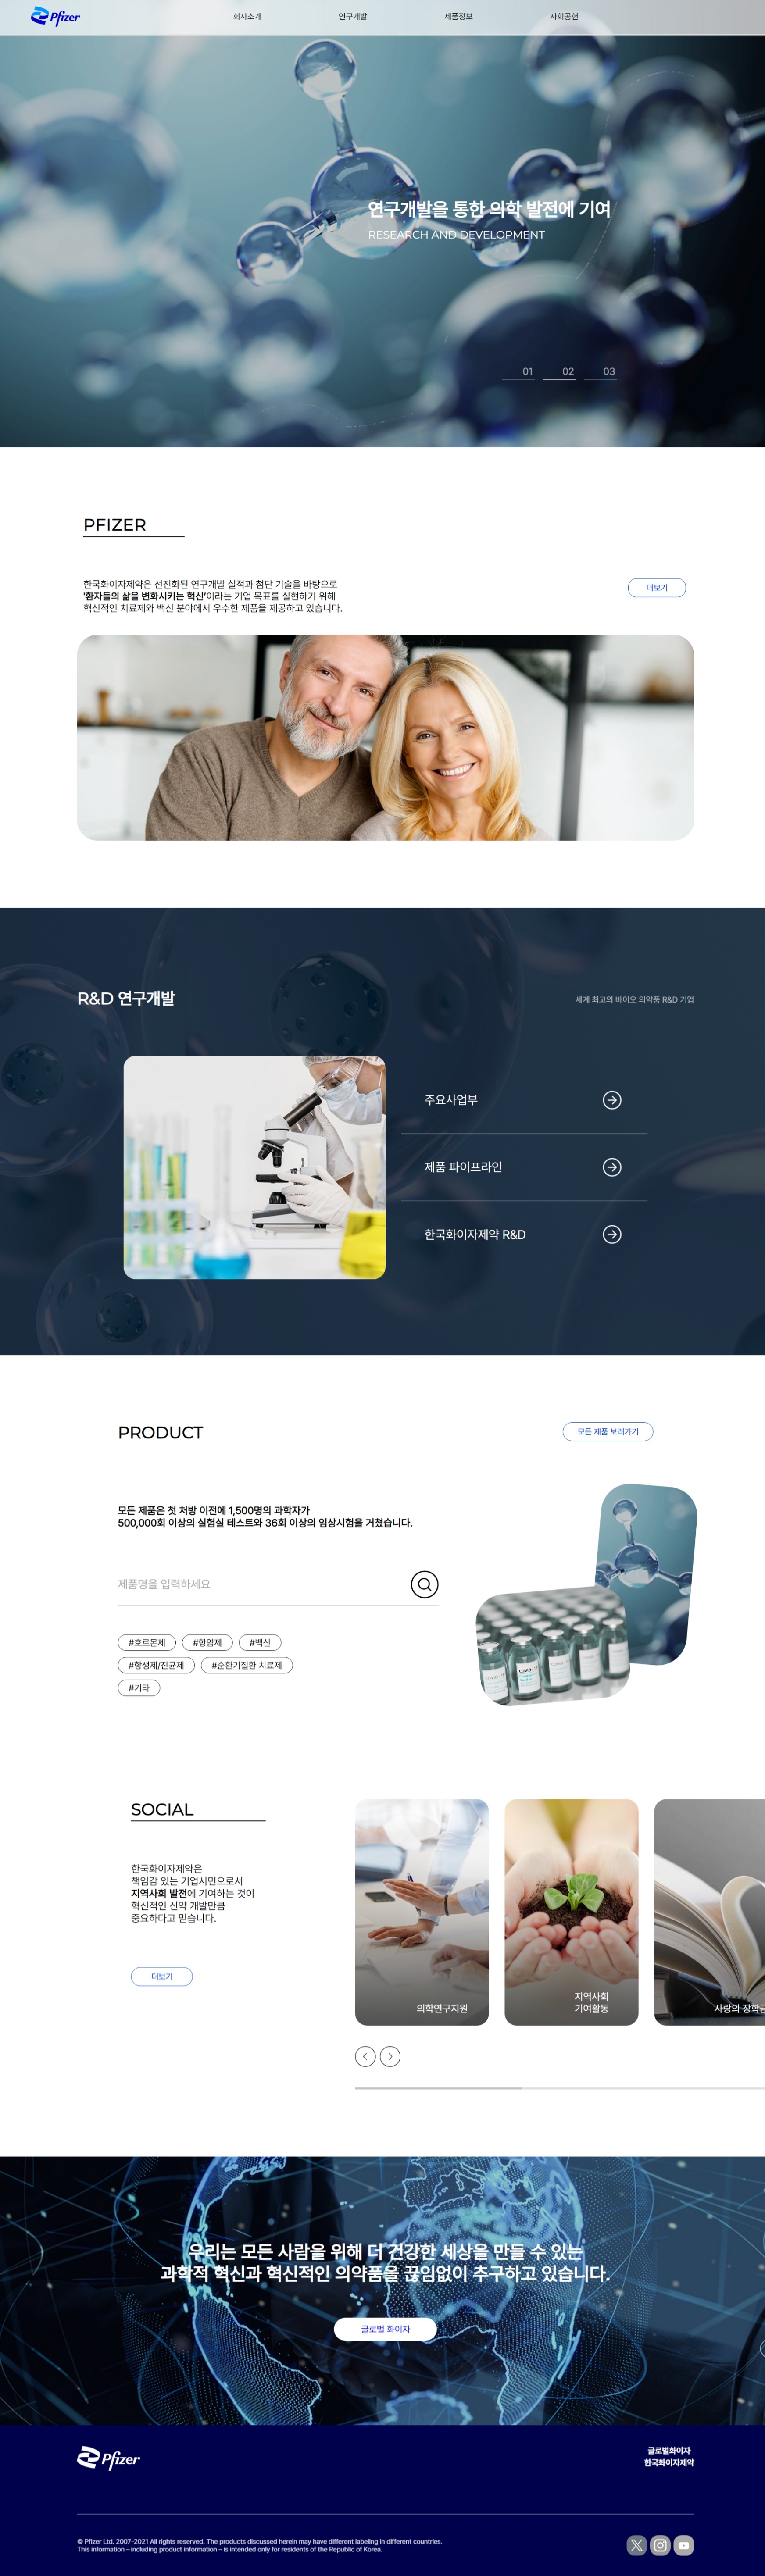 Pfizer
회사소개
연구개발
제품정보
사회공헌
연구개발을 통한 의학 발전에 기여
RESEARCH AND DEVELOPMENT
01
02
03
PFIZER
한국화이자제약은 선진화된 연구개발 실적과 첨단 기술을 바탕으로
'환자들의 삶을 변화시키는 혁신'이라는 기업 목표를 실현하기 위해
혁신적인 치료제와 백신 분야에서 우수한 제품을 제공하고 있습니다.
더보기
R&D 연구개발
세계 최고의 바이오 의약품 R&D 기업
주요사업부
제품 파이프라인
한국화이자제약 R&D
PRODUCT
모든 제품 보러가기
모든 제품은 첫 처방 이전에 1,500명의 과학자가
500,000회 이상의 실험실 테스트와 36회 이상의 임상시험을 거쳤습니다.
제품명을 입력하세요
#호르몬제
#항암제
#백신
#항생제/진균제
#순환기질환 치료제
#기타
SOCIAL
한국화이자제약은
책임감 있는 기업시민으로서
지역사회 발전에 기여하는 것이
혁신적인 신약 개발만큼
중요하다고 믿습니다.
더보기
의학연구지원
지역사회
기여활동
사랑의 장학금
우리는 모든 사람을 위해 더 건강한 세상을 만들 수 있는
과학적 혁신과 혁신적인 의약품을 끊임없이 추구하고 있습니다.
글로벌 화이자
Pfizer
글로벌화이자
한국화이자제약
© Pfizer Ltd. 2007-2021 All rights reserved. The products discussed herein may have different labeling in different countries.
This information – including product information – is intended only for residents of the Republic of Korea.